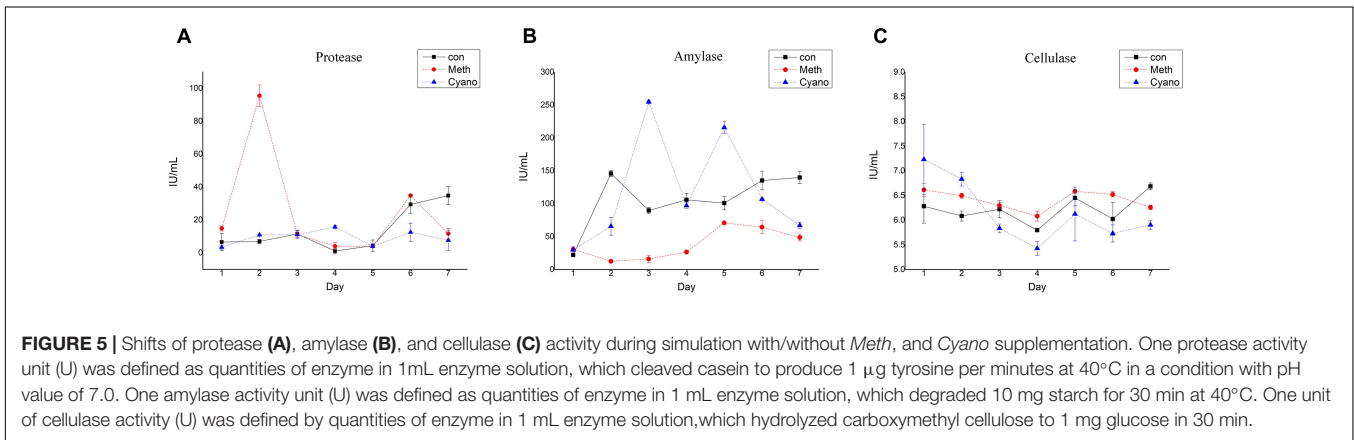 A
Protease
con
Meth
Cyano
100
80
60
40
20
0
IU/mL
1 2 3 4 5 6 7
Day
B
Amylase
con
Meth
Cyano
300
250
200
150
100
50
0
IU/mL
1 2 3 4 5 6 7
Day
C
Cellulase
con
Meth
Cyano
9.0
8.5
8.0
7.5
7.0
6.5
6.0
5.5
5.0
IU/mL
1 2 3 4 5 6 7
Day
FIGURE 5 | Shifts of protease (A), amylase (B), and cellulase (C) activity during simulation with/without Meth, and Cyano supplementation. One protease activity
unit (U) was defined as quantities of enzyme in 1mL enzyme solution, which cleaved casein to produce 1 μg tyrosine per minutes at 40°C in a condition with pH
value of 7.0. One amylase activity unit (U) was defined as quantities of enzyme in 1 mL enzyme solution, which degraded 10 mg starch for 30 min at 40°C. One unit
of cellulase activity (U) was defined by quantities of enzyme in 1 mL enzyme solution,which hydrolyzed carboxymethyl cellulose to 1 mg glucose in 30 min.